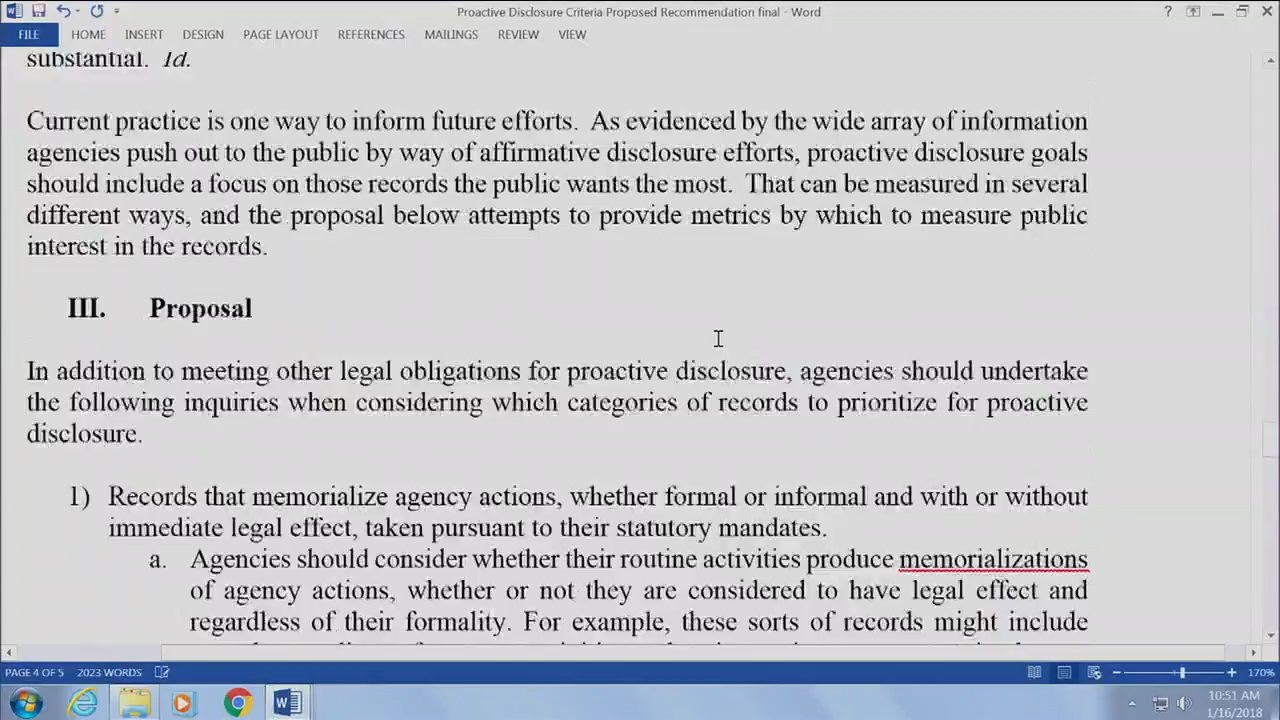 Proactive Disclosure Criteria Proposed Recommendation final - Word
?
FILE HOME INSERT DESIGN PAGE LAYOUT REFERENCES MAILINGS REVIEW VIEW
substantial. Id.
Current practice is one way to inform future efforts. As evidenced by the wide array of information
agencies push out to the public by way of affirmative disclosure efforts, proactive disclosure goals
should include a focus on those records the public wants the most. That can be measured in several
different ways, and the proposal below attempts to provide metrics by which to measure public
interest in the records.
III. Proposal
In addition to meeting other legal obligations for proactive disclosure, agencies should undertake
the following inquiries when considering which categories of records to prioritize for proactive
disclosure.
1) Records that memorialize agency actions, whether formal or informal and with or without
immediate legal effect, taken pursuant to their statutory mandates.
a. Agencies should consider whether their routine activities produce memorializations
of agency actions, whether or not they are considered to have legal effect and
regardless of their formality. For example, these sorts of records might include
PAGE 4 OF 5 2023 WORDS 170%
10:51 AM
1/16/2018